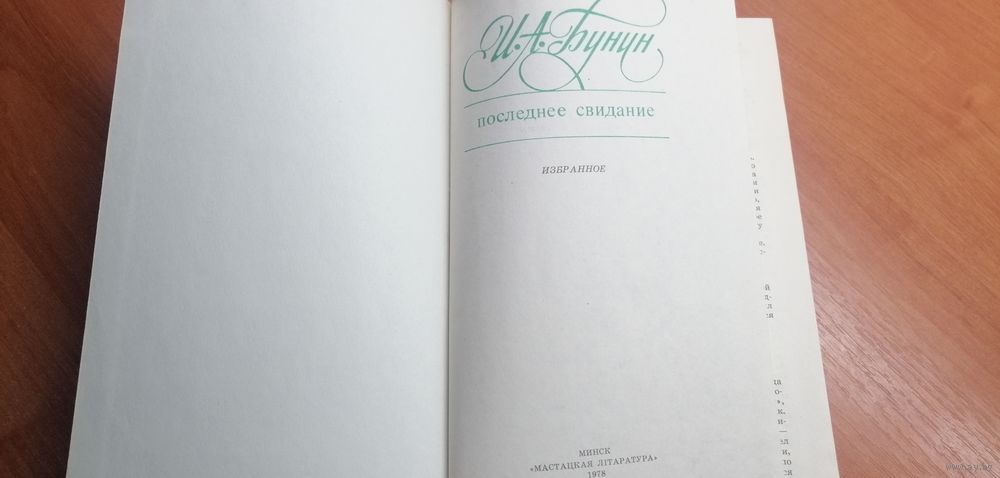 И.А.Бунин
последнее свидание
ИЗБРАННОЕ
МИНСК
«МАСТАЦКАЯ ЛІТАРАТУРА»
1978